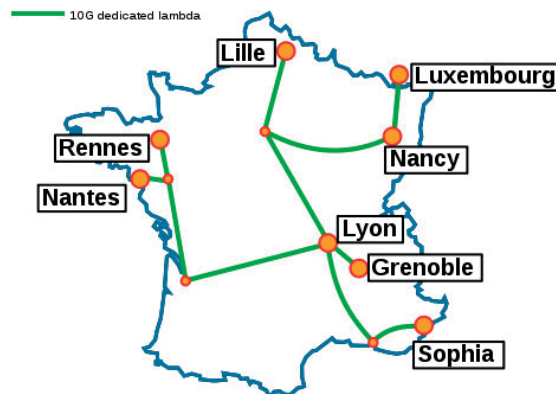 10G dedicated lambda
Lille
Luxembourg
Rennes
Nancy
Nantes
Lyon
Grenoble
Sophia